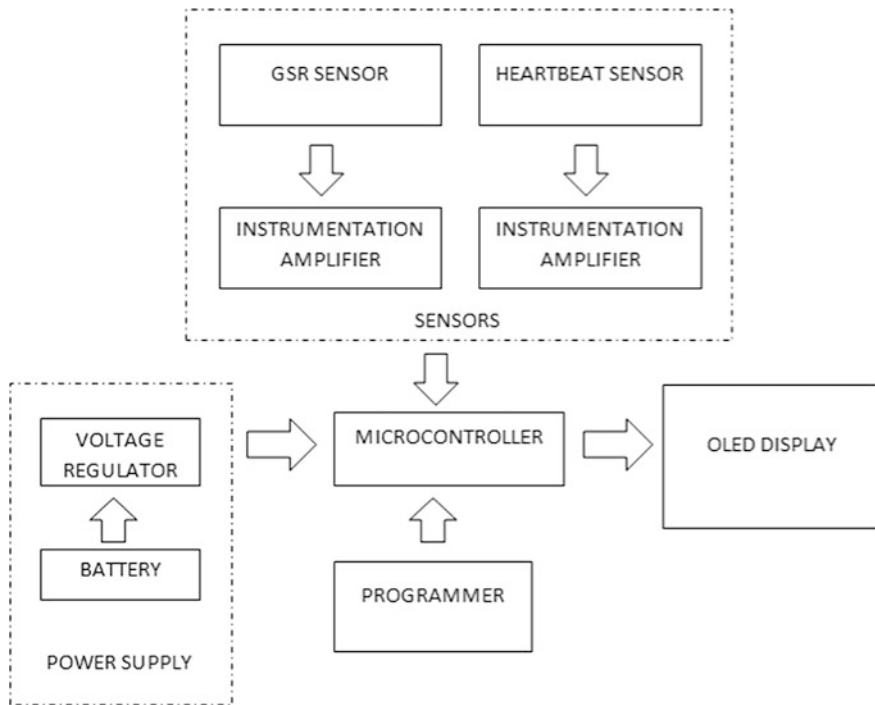 GSR SENSOR
HEARTBEAT SENSOR
INSTRUMENTATION
AMPLIFIER
INSTRUMENTATION
AMPLIFIER
SENSORS
VOLTAGE
REGULATOR
MICROCONTROLLER
OLED DISPLAY
BATTERY
PROGRAMMER
POWER SUPPLY